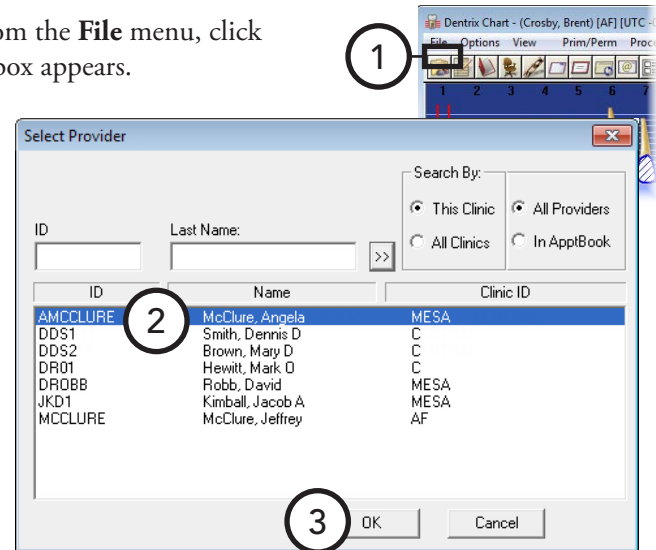 om the File menu, click
box appears.
1
Dentrix Chart - (Crosby, Brent) [AF] [UTC -
File Options View Prim/Perm Proce
1 2 3 4 5 6 7
Select Provider
Search By:
This Clinic All Providers
All Clinics In ApptBook
ID Last Name:
>>
ID Name Clinic ID
AMCCLURE McClure, Angela MESA
2
DDS1 Smith, Dennis D C
DDS2 Brown, Mary D C
DR01 Hewitt, Mark O C
DROBB Robb, David MESA
JKD1 Kimball, Jacob A MESA
MCCLURE McClure, Jeffrey AF
3
OK Cancel